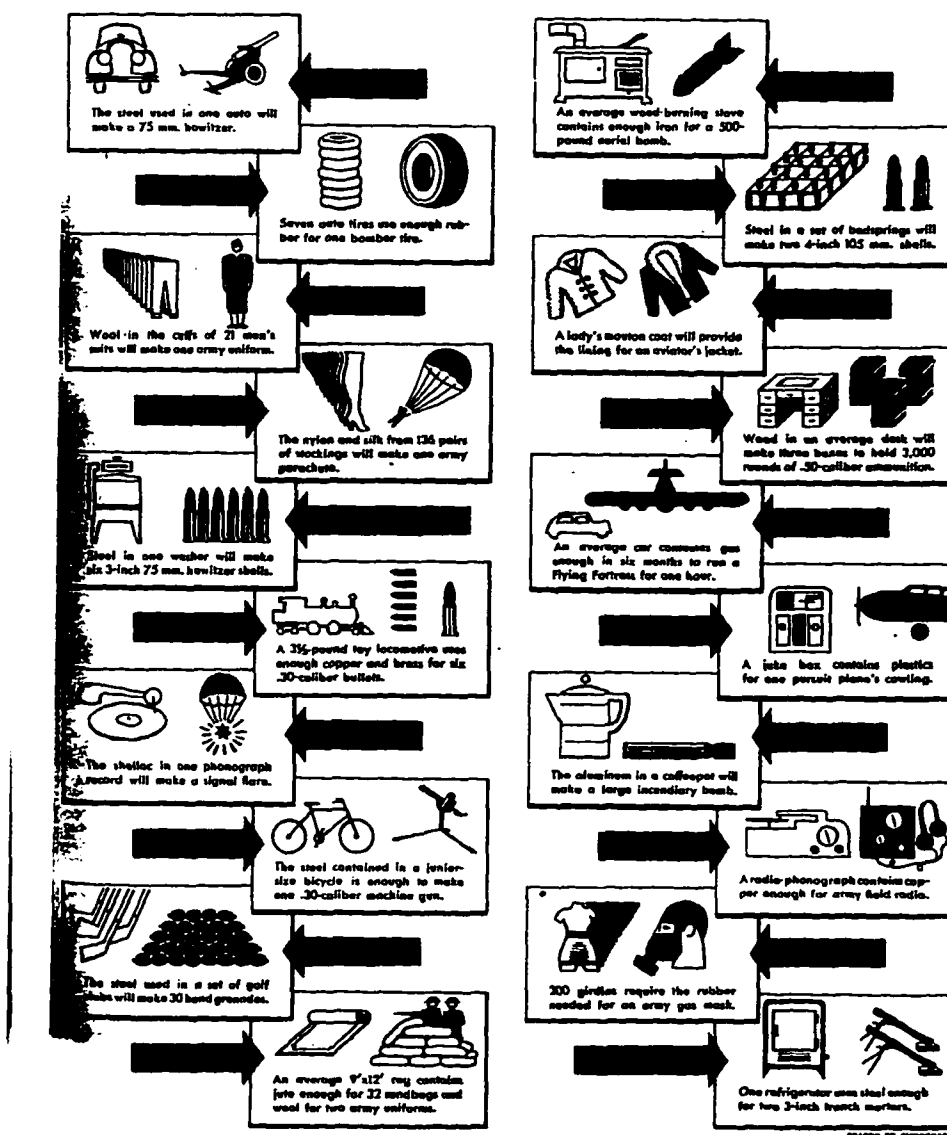 The steel used in one auto will
make a 75 mm. howitzer.
Seven auto tires use enough rub-
ber for one bomber tire.
Wool in the cuffs of 21 men's
suits will make one army uniform.
The nylon and silk from 136 pairs
of stockings will make one army
parachute.
Steel in one washer will make
six 3-inch 75 mm. howitzer shells.
A 3½-pound toy locomotive uses
enough copper and brass for six
.30-caliber bullets.
The shellac in one phonograph
record will make a signal flare.
The steel contained in a junior-
size bicycle is enough to make
one .30-caliber machine gun.
The steel used in a set of golf
clubs will make 30 hand grenades.
An average 9'x12' rug contains
jute enough for 32 sandbags and
wool for two army uniforms.
An average wood-burning stove
contains enough iron for a 500-
pound aerial bomb.
Steel in a set of bedsprings will
make two 4-inch 105 mm. shells.
A lady's mouton coat will provide
the lining for an aviator's jacket.
Wood in an average desk will
make three boxes to hold 3,000
rounds of .50-caliber ammunition.
An average car consumes gas
enough in six months to run a
Flying Fortress for one hour.
A juke box contains plastics
for one pursuit plane's cowling.
The aluminum in a coffeepot will
make a large incendiary bomb.
A radio-phonograph contains cop-
per enough for army field radio.
200 girdles require the rubber
needed for an army gas mask.
One refrigerator uses steel enough
for two 3-inch trench mortars.